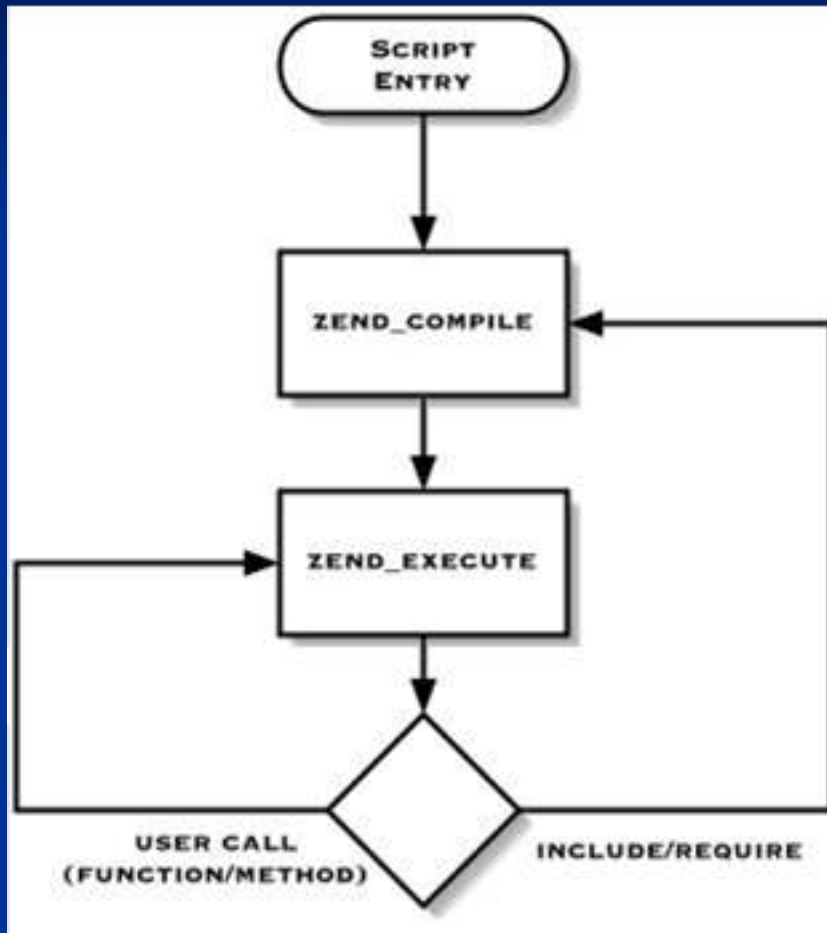 SCRIPT
ENTRY
ZEND_COMPILE
ZEND_EXECUTE
USER CALL
(FUNCTION/METHOD)
INCLUDE/REQUIRE